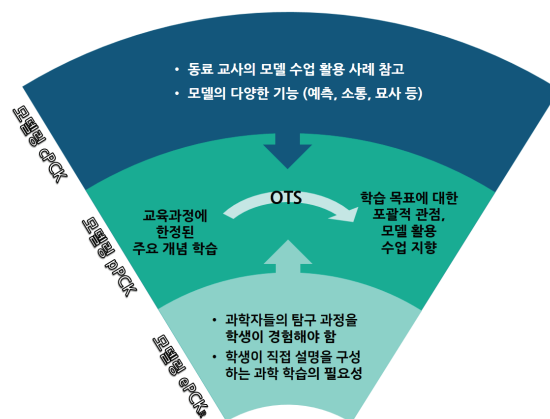 • 동료 교사의 모델 수업 활용 사례 참고
• 모델의 다양한 기능 (예측, 소통, 묘사 등)
모델링 cPCK
OTS
교육과정에
한정된
주요 개념 학습
학습 목표에 대한
포괄적 관점,
모델 활용
수업 지향
모델링 pPCK
• 과학자들의 탐구 과정을
학생이 경험해야 함
• 학생이 직접 설명을 구성
하는 과학 학습의 필요성
모델링 ePCK